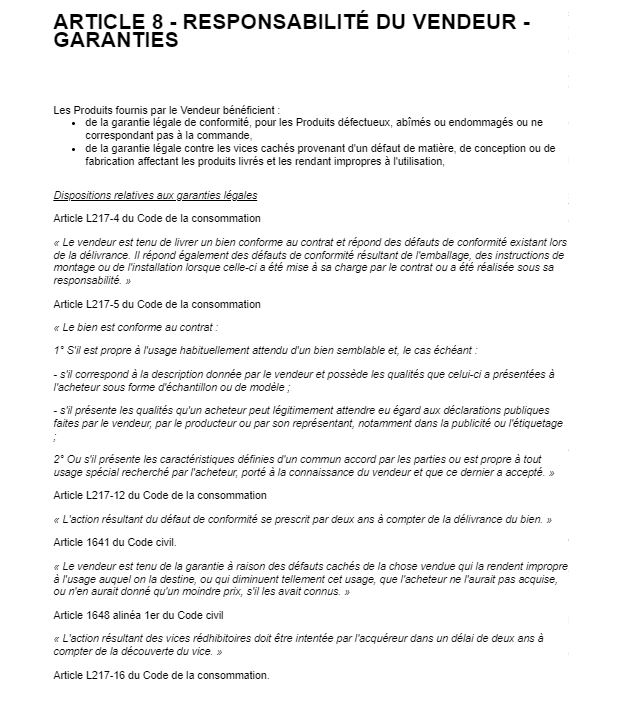 ARTICLE 8 - RESPONSABILITÉ DU VENDEUR -
GARANTIES
Les Produits fournis par le Vendeur bénéficient :
• de la garantie légale de conformité, pour les Produits défectueux, abîmés ou endommagés ou ne
correspondant pas à la commande,
• de la garantie légale contre les vices cachés provenant d'un défaut de matière, de conception ou de
fabrication affectant les produits livrés et les rendant impropres à l'utilisation,
Dispositions relatives aux garanties légales
Article L217-4 du Code de la consommation
« Le vendeur est tenu de livrer un bien conforme au contrat et répond des défauts de conformité existant lors
de la délivrance. Il répond également des défauts de conformité résultant de l'emballage, des instructions de
montage ou de l'installation lorsque celle-ci a été mise à sa charge par le contrat ou a été réalisée sous sa
responsabilité. »
Article L217-5 du Code de la consommation
« Le bien est conforme au contrat :
1° S'il est propre à l'usage habituellement attendu d'un bien semblable et, le cas échéant :
- s'il correspond à la description donnée par le vendeur et possède les qualités que celui-ci a présentées à
l'acheteur sous forme d'échantillon ou de modèle ;
- s'il présente les qualités qu'un acheteur peut légitimement attendre eu égard aux déclarations publiques
faites par le vendeur, par le producteur ou par son représentant, notamment dans la publicité ou l'étiquetage
;
2° Ou s'il présente les caractéristiques définies d'un commun accord par les parties ou est propre à tout
usage spécial recherché par l'acheteur, porté à la connaissance du vendeur et que ce dernier a accepté. »
Article L217-12 du Code de la consommation
« L'action résultant du défaut de conformité se prescrit par deux ans à compter de la délivrance du bien. »
Article 1641 du Code civil.
« Le vendeur est tenu de la garantie à raison des défauts cachés de la chose vendue qui la rendent impropre
à l'usage auquel on la destine, ou qui diminuent tellement cet usage, que l'acheteur ne l'aurait pas acquise,
ou n'en aurait donné qu'un moindre prix, s'il les avait connus. »
Article 1648 alinéa 1er du Code civil
« L'action résultant des vices rédhibitoires doit être intentée par l'acquéreur dans un délai de deux ans à
compter de la découverte du vice. »
Article L217-16 du Code de la consommation.